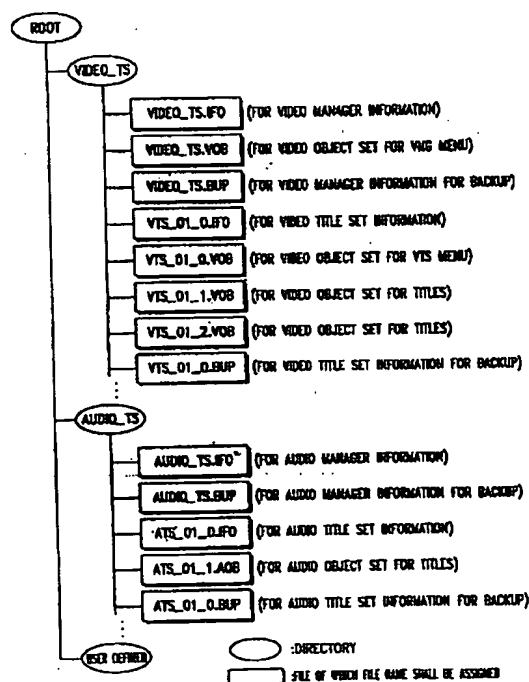 ROOT
VIDEO_TS
VIDEO_TS.IFO (FOR VIDEO MANAGER INFORMATION)
VIDEO_TS.VOB (FOR VIDEO OBJECT SET FOR VMG MENU)
VIDEO_TS.BUP (FOR VIDEO MANAGER INFORMATION FOR BACKUP)
VTS_01_0.IFO (FOR VIDEO TITLE SET INFORMATION)
VTS_01_0.VOB (FOR VIDEO OBJECT SET FOR VTS MENU)
VTS_01_1.VOB (FOR VIDEO OBJECT SET FOR TITLES)
VTS_01_2.VOB (FOR VIDEO OBJECT SET FOR TITLES)
VTS_01_0.BUP (FOR VIDEO TITLE SET INFORMATION FOR BACKUP)
AUDIO_TS
AUDIO_TS.IFO (FOR AUDIO MANAGER INFORMATION)
AUDIO_TS.BUP (FOR AUDIO MANAGER INFORMATION FOR BACKUP)
ATS_01_0.IFO (FOR AUDIO TITLE SET INFORMATION)
ATS_01_1.AOB (FOR AUDIO OBJECT SET FOR TITLES)
ATS_01_0.BUP (FOR AUDIO TITLE SET INFORMATION FOR BACKUP)
USER DEFINED
:DIRECTORY
:FILE OF WHICH FILE NAME SHALL BE ASSIGNED